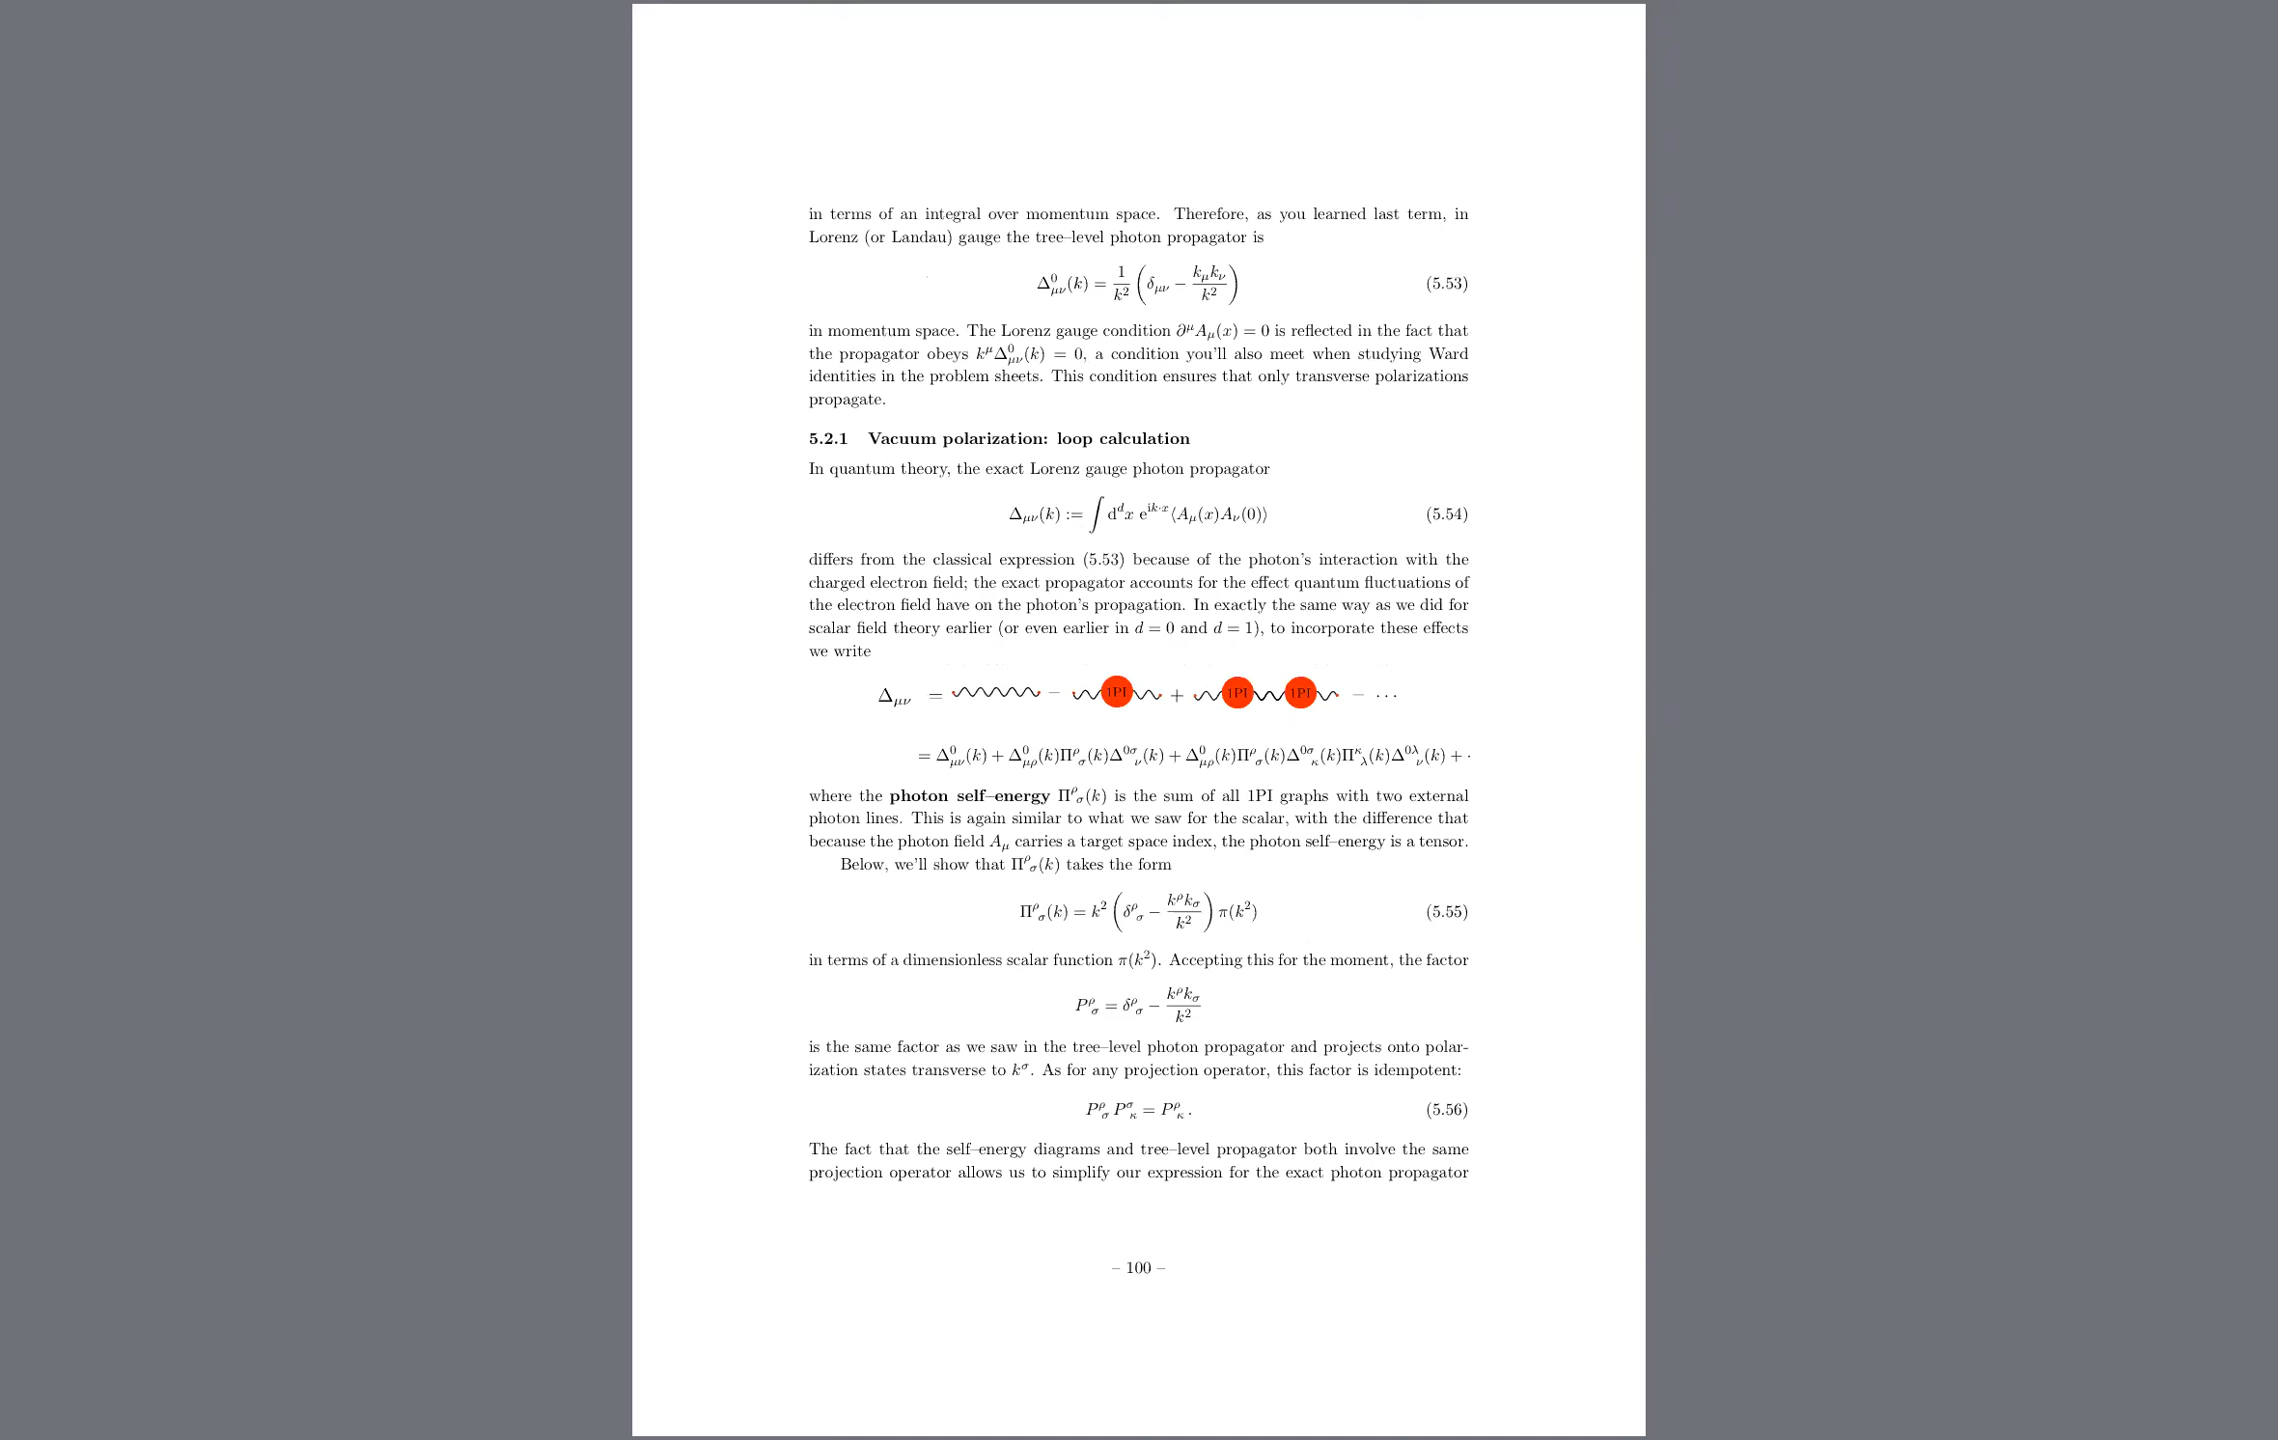 in terms of an integral over momentum space. Therefore, as you learned last term, in
Lorenz (or Landau) gauge the tree–level photon propagator is
Δ⁰_μν(k) = 1/k² (δ_μν − k_μk_ν/k²) (5.53)
in momentum space. The Lorenz gauge condition ∂^μA_μ(x) = 0 is reflected in the fact that
the propagator obeys k^μΔ⁰_μν(k) = 0, a condition you'll also meet when studying Ward
identities in the problem sheets. This condition ensures that only transverse polarizations
propagate.
5.2.1 Vacuum polarization: loop calculation
In quantum theory, the exact Lorenz gauge photon propagator
Δ_μν(k) := ∫ d^dx e^{ik·x}⟨A_μ(x)A_ν(0)⟩ (5.54)
differs from the classical expression (5.53) because of the photon's interaction with the
charged electron field; the exact propagator accounts for the effect quantum fluctuations of
the electron field have on the photon's propagation. In exactly the same way as we did for
scalar field theory earlier (or even earlier in d = 0 and d = 1), to incorporate these effects
we write
Δ_μν = − 1PI + 1PI 1PI − ···
= Δ⁰_μν(k) + Δ⁰_μρ(k)Π^ρ_σ(k)Δ^{0σ}_ν(k) + Δ⁰_μρ(k)Π^ρ_σ(k)Δ^{0σ}_κ(k)Π^κ_λ(k)Δ^{0λ}_ν(k) + ·
where the photon self–energy Π^ρ_σ(k) is the sum of all 1PI graphs with two external
photon lines. This is again similar to what we saw for the scalar, with the difference that
because the photon field A_μ carries a target space index, the photon self–energy is a tensor.
Below, we'll show that Π^ρ_σ(k) takes the form
Π^ρ_σ(k) = k² (δ^ρ_σ − k^ρk_σ/k²) π(k²) (5.55)
in terms of a dimensionless scalar function π(k²). Accepting this for the moment, the factor
P^ρ_σ = δ^ρ_σ − k^ρk_σ/k²
is the same factor as we saw in the tree–level photon propagator and projects onto polar-
ization states transverse to k^σ. As for any projection operator, this factor is idempotent:
P^ρ_σ P^σ_κ = P^ρ_κ . (5.56)
The fact that the self–energy diagrams and tree–level propagator both involve the same
projection operator allows us to simplify our expression for the exact photon propagator
– 100 –